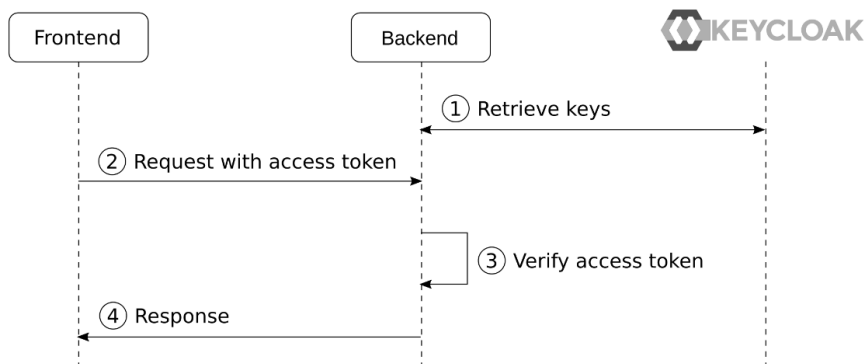 Frontend
Backend
KEYCLOAK
1 Retrieve keys
2 Request with access token
3 Verify access token
4 Response